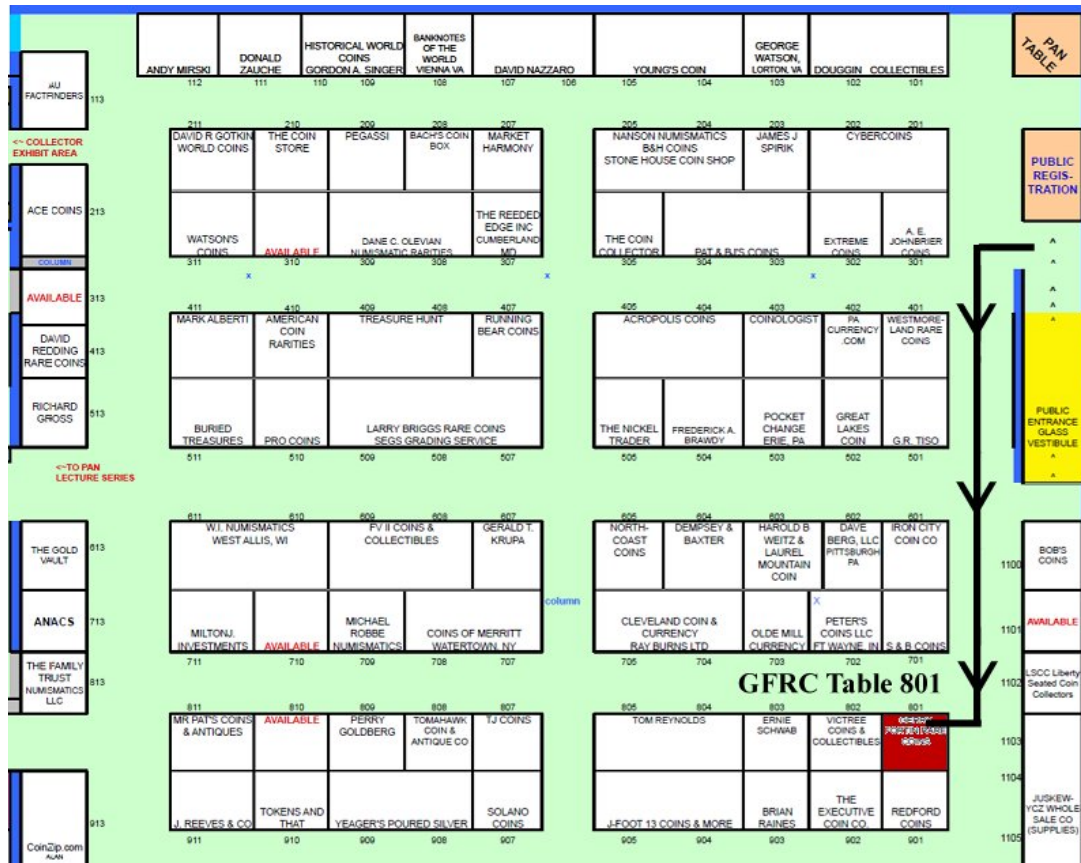 ANDY MIRSKI
DONALD
ZAUCHE
HISTORICAL WORLD
COINS
GORDON A. SINGER
BANKNOTES
OF THE
WORLD
VIENNA VA
DAVID NAZZARO
YOUNG'S COIN
GEORGE
WATSON,
LORTON, VA
DOUGGIN COLLECTIBLES
PAN
TABLE
112 111 110 109 108 107 106 105 104 103 102 101
AU
FACTFINDERS
113
<~ COLLECTOR
EXHIBIT AREA
211 210 209 208 207 205 204 203 202 201
DAVID R GOTKIN
WORLD COINS
THE COIN
STORE
PEGASSI
BACH'S COIN
BOX
MARKET
HARMONY
NANSON NUMISMATICS
B&H COINS
STONE HOUSE COIN SHOP
JAMES J
SPIRIK
CYBERCOINS
PUBLIC
REGIS-
TRATION
ACE COINS
213
WATSON'S
COINS
AVAILABLE
DANE C. OLEVIAN
NUMISMATIC RARITIES
THE REEDED
EDGE INC
CUMBERLAND
MD
THE COIN
COLLECTOR
PAT & BJ'S COINS
EXTREME
COINS
A. E.
JOHNBRIER
COINS
311 310 309 308 307 305 304 303 302 301
COLUMN
x x x
^
^
^
^
AVAILABLE
313
411 410 409 408 407 405 404 403 402 401
MARK ALBERTI
AMERICAN
COIN
RARITIES
TREASURE HUNT
RUNNING
BEAR COINS
ACROPOLIS COINS
COINOLOGIST
PA
CURRENCY
.COM
WESTMORE-
LAND RARE
COINS
^
DAVID
REDDING
RARE COINS
413
RICHARD
GROSS
513
BURIED
TREASURES
PRO COINS
LARRY BRIGGS RARE COINS
SEGS GRADING SERVICE
THE NICKEL
TRADER
FREDERICK A.
BRAWDY
POCKET
CHANGE
ERIE, PA
GREAT
LAKES
COIN
G.R. TISO
PUBLIC
ENTRANCE
GLASS
VESTIBULE
^
^
511 510 509 508 507 505 504 503 502 501
<~TO PAN
LECTURE SERIES
611 610 609 608 607 605 604 603 602 601
THE GOLD
VAULT
613
W.I. NUMISMATICS
WEST ALLIS, WI
FV II COINS &
COLLECTIBLES
GERALD T.
KRUPA
NORTH-
COAST
COINS
DEMPSEY &
BAXTER
HAROLD B
WEITZ &
LAUREL
MOUNTAIN
COIN
DAVE
BERG, LLC
PITTSBURGH
PA
IRON CITY
COIN CO
1100
BOB'S
COINS
ANACS
713
MILTONJ.
INVESTMENTS
AVAILABLE
MICHAEL
ROBBE
NUMISMATICS
COINS OF MERRITT
WATERTOWN, NY
column
CLEVELAND COIN &
CURRENCY
RAY BURNS LTD
OLDE MILL
CURRENCY
X
PETER'S
COINS LLC
FT WAYNE, IN
S & B COINS
1101
AVAILABLE
711 710 709 708 707 705 704 703 702 701
THE FAMILY
TRUST
NUMISMATICS
LLC
813
GFRC Table 801
1102
LSCC Liberty
Seated Coin
Collectors
811 810 809 808 807 805 804 803 802 801
MR PAT'S COINS
& ANTIQUES
AVAILABLE
PERRY
GOLDBERG
TOMAHAWK
COIN &
ANTIQUE CO
TJ COINS
TOM REYNOLDS
ERNIE
SCHWAB
VICTREE
COINS &
COLLECTIBLES
GERRY
FORTIN RARE
COINS
1103
1104
J. REEVES & CO
TOKENS AND
THAT
YEAGER'S POURED SILVER
SOLANO
COINS
J-FOOT 13 COINS & MORE
BRIAN
RAINES
THE
EXECUTIVE
COIN CO.
REDFORD
COINS
JUSKEW-
YCZ WHOLE
SALE CO
(SUPPLIES)
1105
913
CoinZip.com
ALAN
911 910 909 908 907 905 904 903 902 901